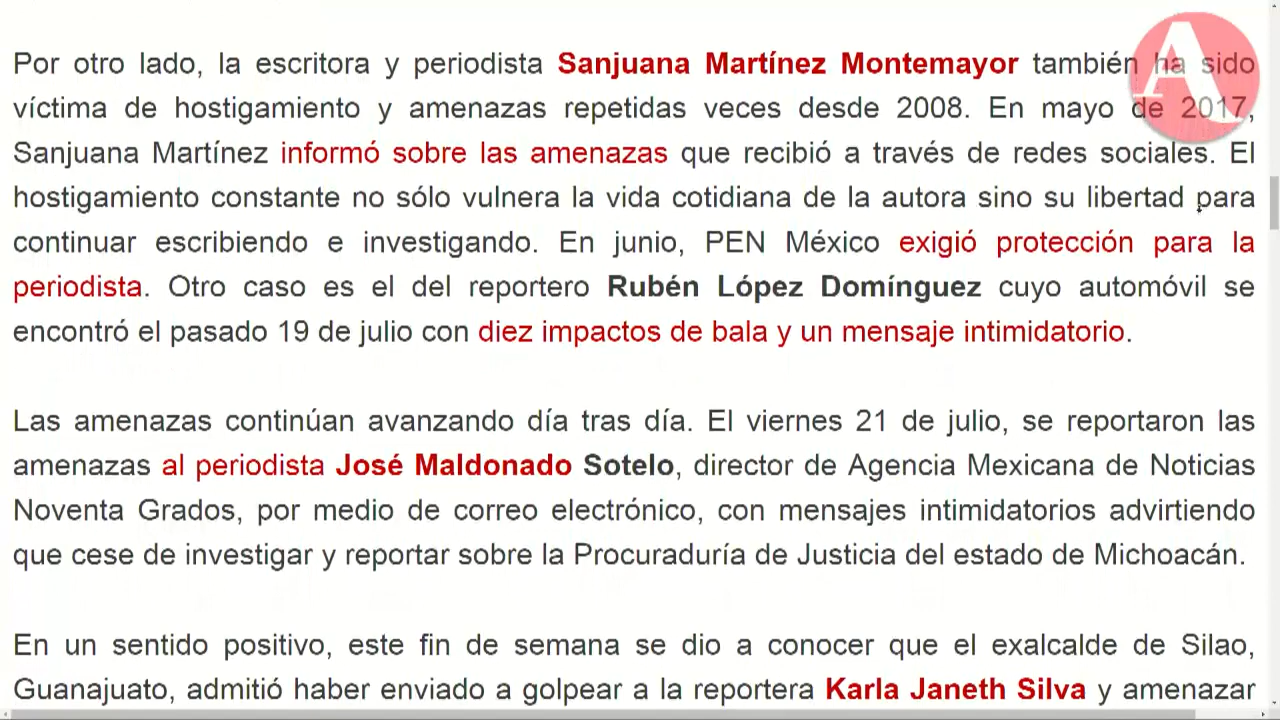 Por otro lado, la escritora y periodista Sanjuana Martínez Montemayor también ha sido
víctima de hostigamiento y amenazas repetidas veces desde 2008. En mayo de 2017,
Sanjuana Martínez informó sobre las amenazas que recibió a través de redes sociales. El
hostigamiento constante no sólo vulnera la vida cotidiana de la autora sino su libertad para
continuar escribiendo e investigando. En junio, PEN México exigió protección para la
periodista. Otro caso es el del reportero Rubén López Domínguez cuyo automóvil se
encontró el pasado 19 de julio con diez impactos de bala y un mensaje intimidatorio.
Las amenazas continúan avanzando día tras día. El viernes 21 de julio, se reportaron las
amenazas al periodista José Maldonado Sotelo, director de Agencia Mexicana de Noticias
Noventa Grados, por medio de correo electrónico, con mensajes intimidatorios advirtiendo
que cese de investigar y reportar sobre la Procuraduría de Justicia del estado de Michoacán.
En un sentido positivo, este fin de semana se dio a conocer que el exalcalde de Silao,
Guanajuato, admitió haber enviado a golpear a la reportera Karla Janeth Silva y amenazar